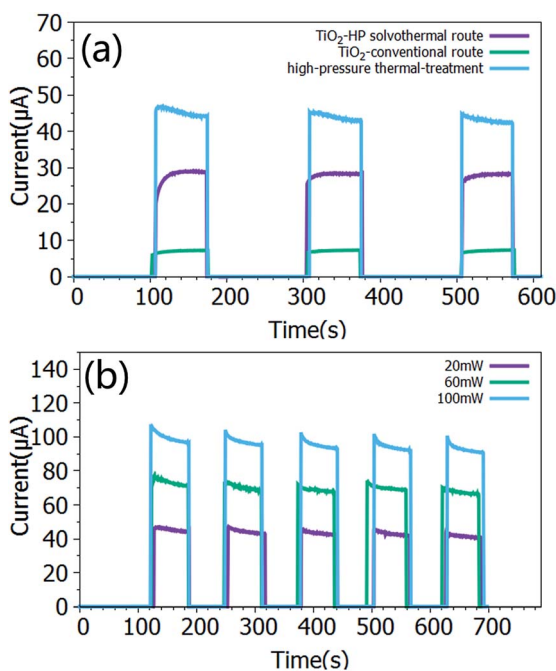 (a)
TiO2-HP solvothermal route
TiO2-conventional route
high-pressure thermal-treatment
Current(μA)
70
60
50
40
30
20
10
0
0 100 200 300 400 500 600
Time(s)
(b)
20mW
60mW
100mW
Current(μA)
140
120
100
80
60
40
20
0
0 100 200 300 400 500 600 700
Time(s)